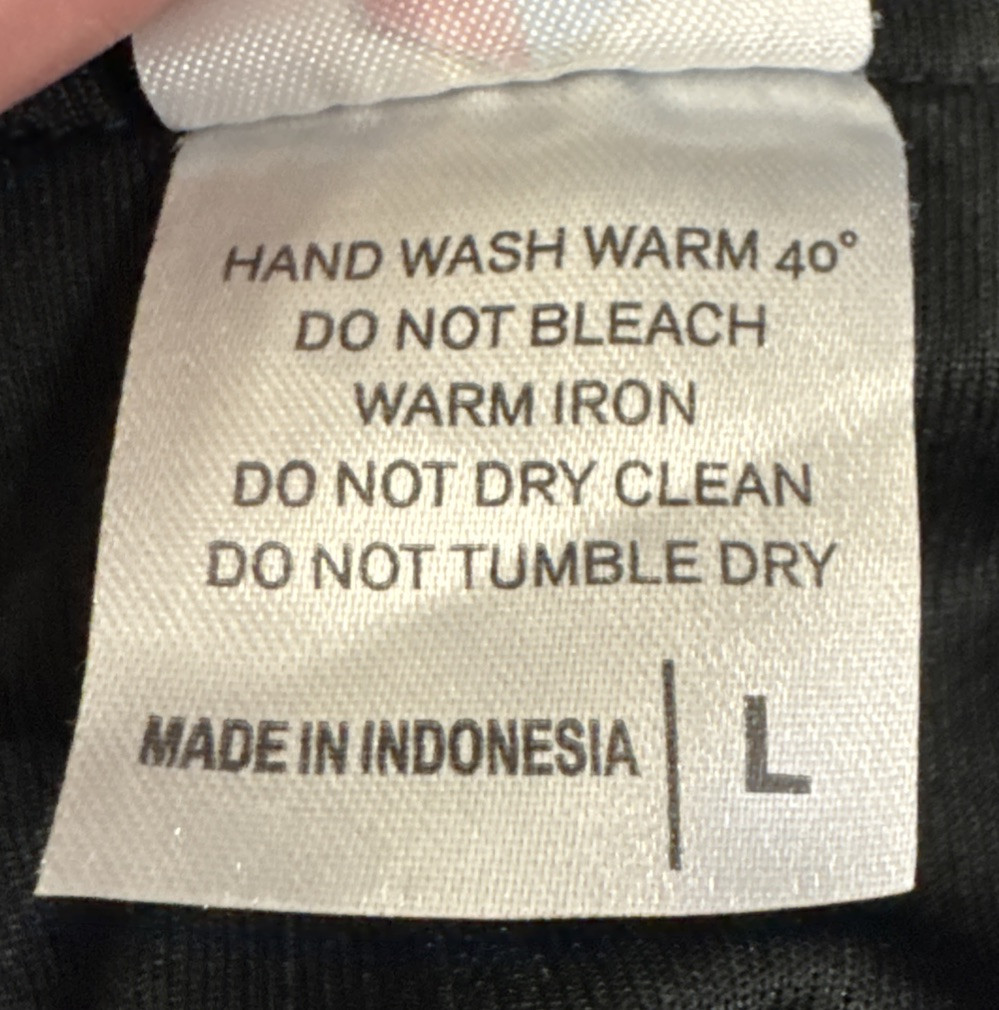 HAND WASH WARM 40°
DO NOT BLEACH
WARM IRON
DO NOT DRY CLEAN
DO NOT TUMBLE DRY
MADE IN INDONESIA | L